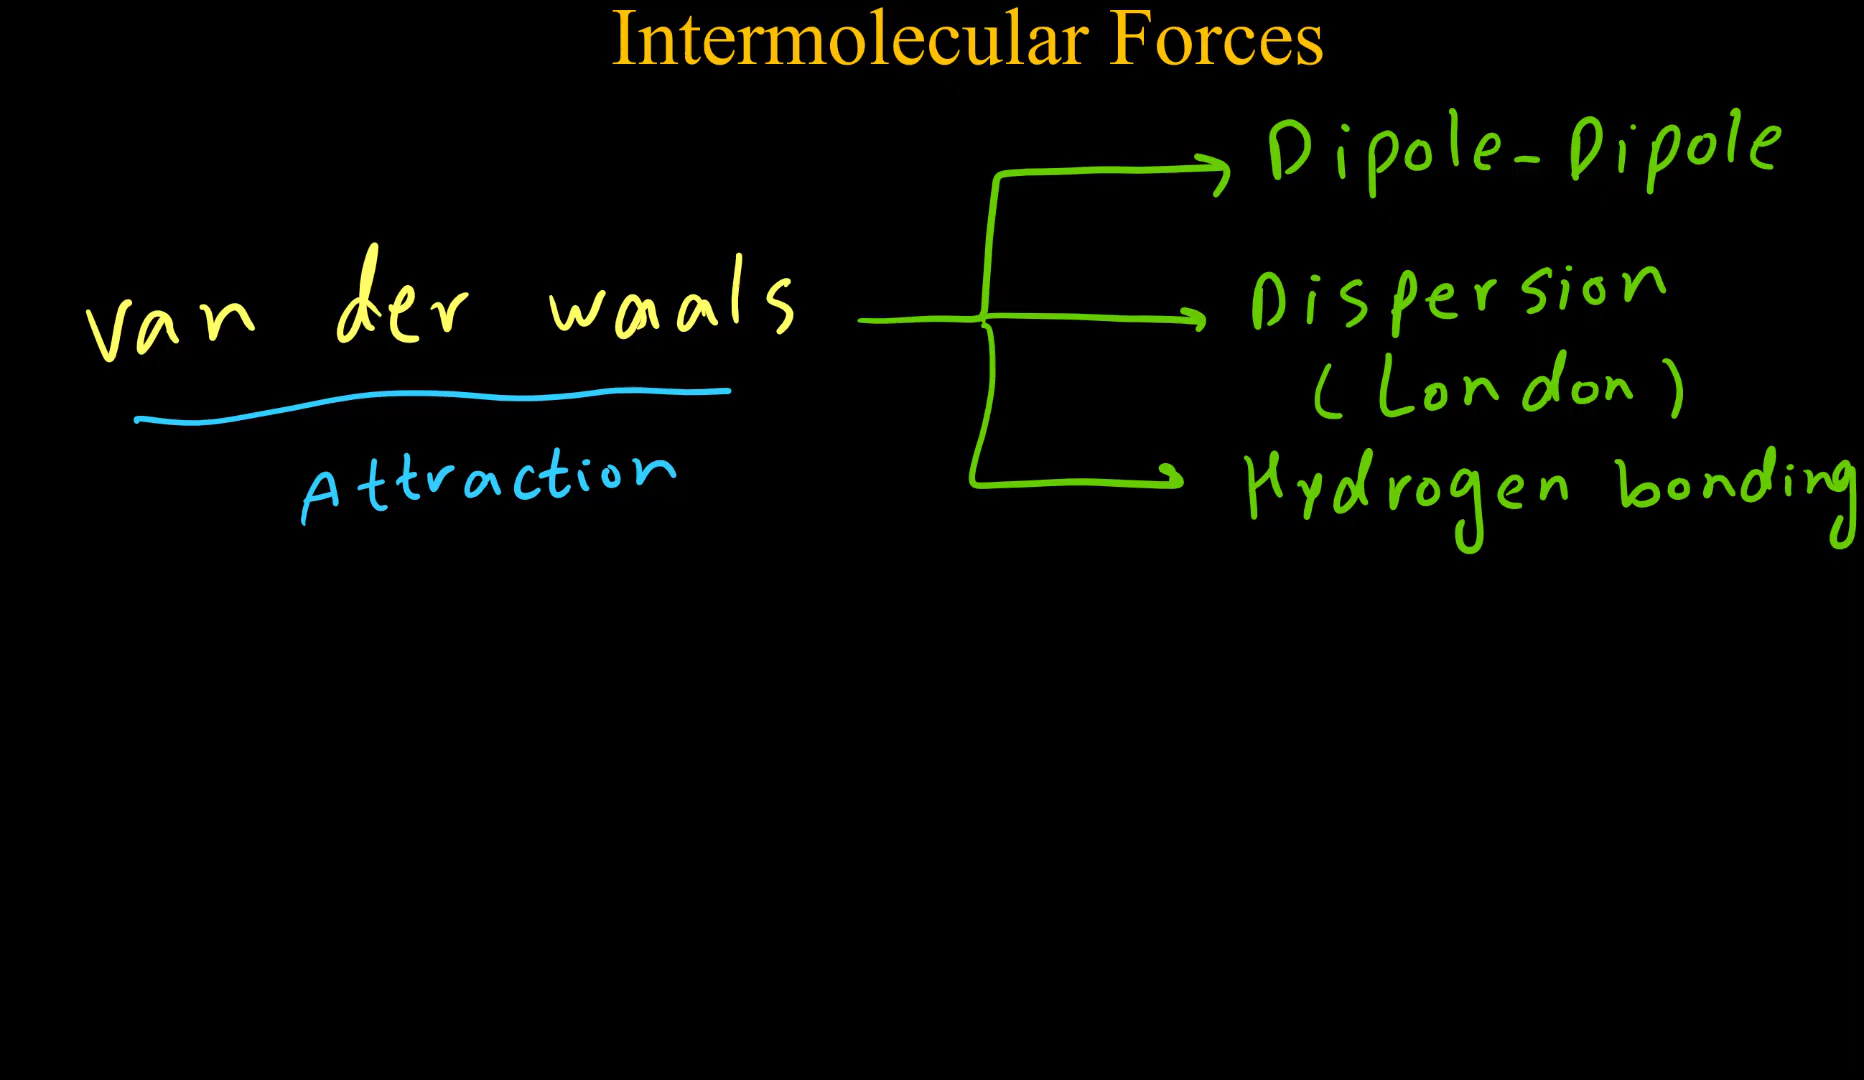 Intermolecular Forces
Dipole-Dipole
van der waals
Dispersion
(London)
Attraction
Hydrogen bonding